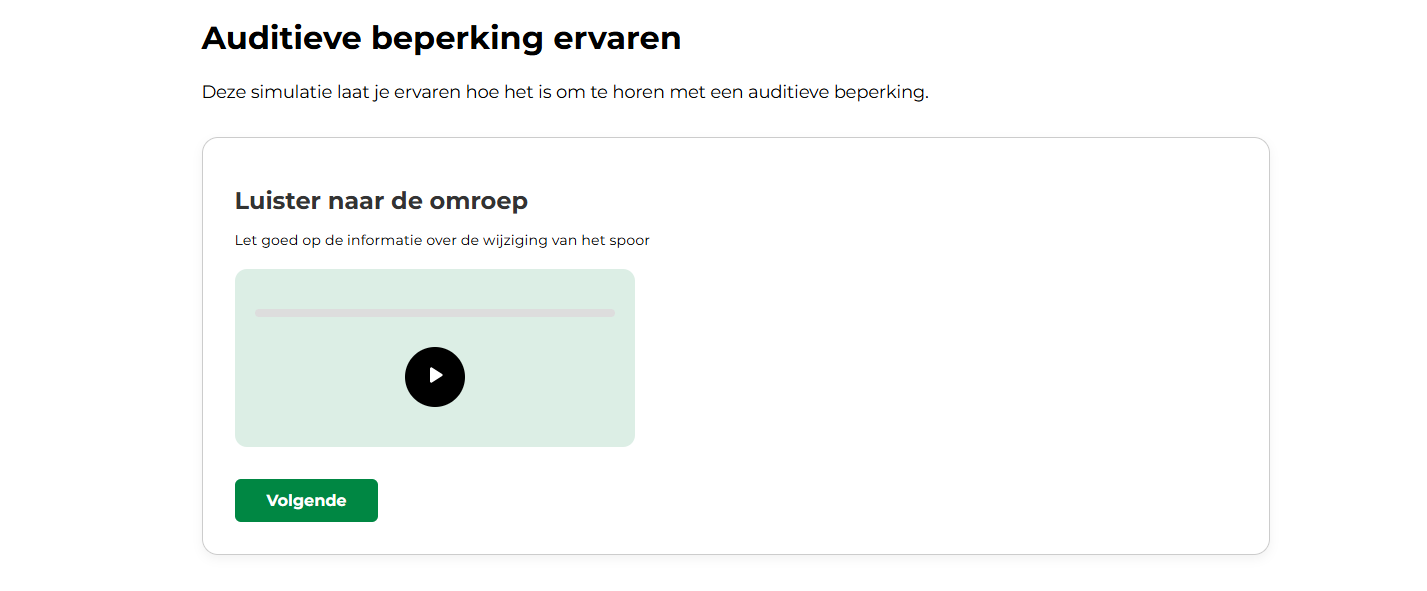 Auditieve beperking ervaren
Deze simulatie laat je ervaren hoe het is om te horen met een auditieve beperking.
Luister naar de omroep
Let goed op de informatie over de wijziging van het spoor
Volgende